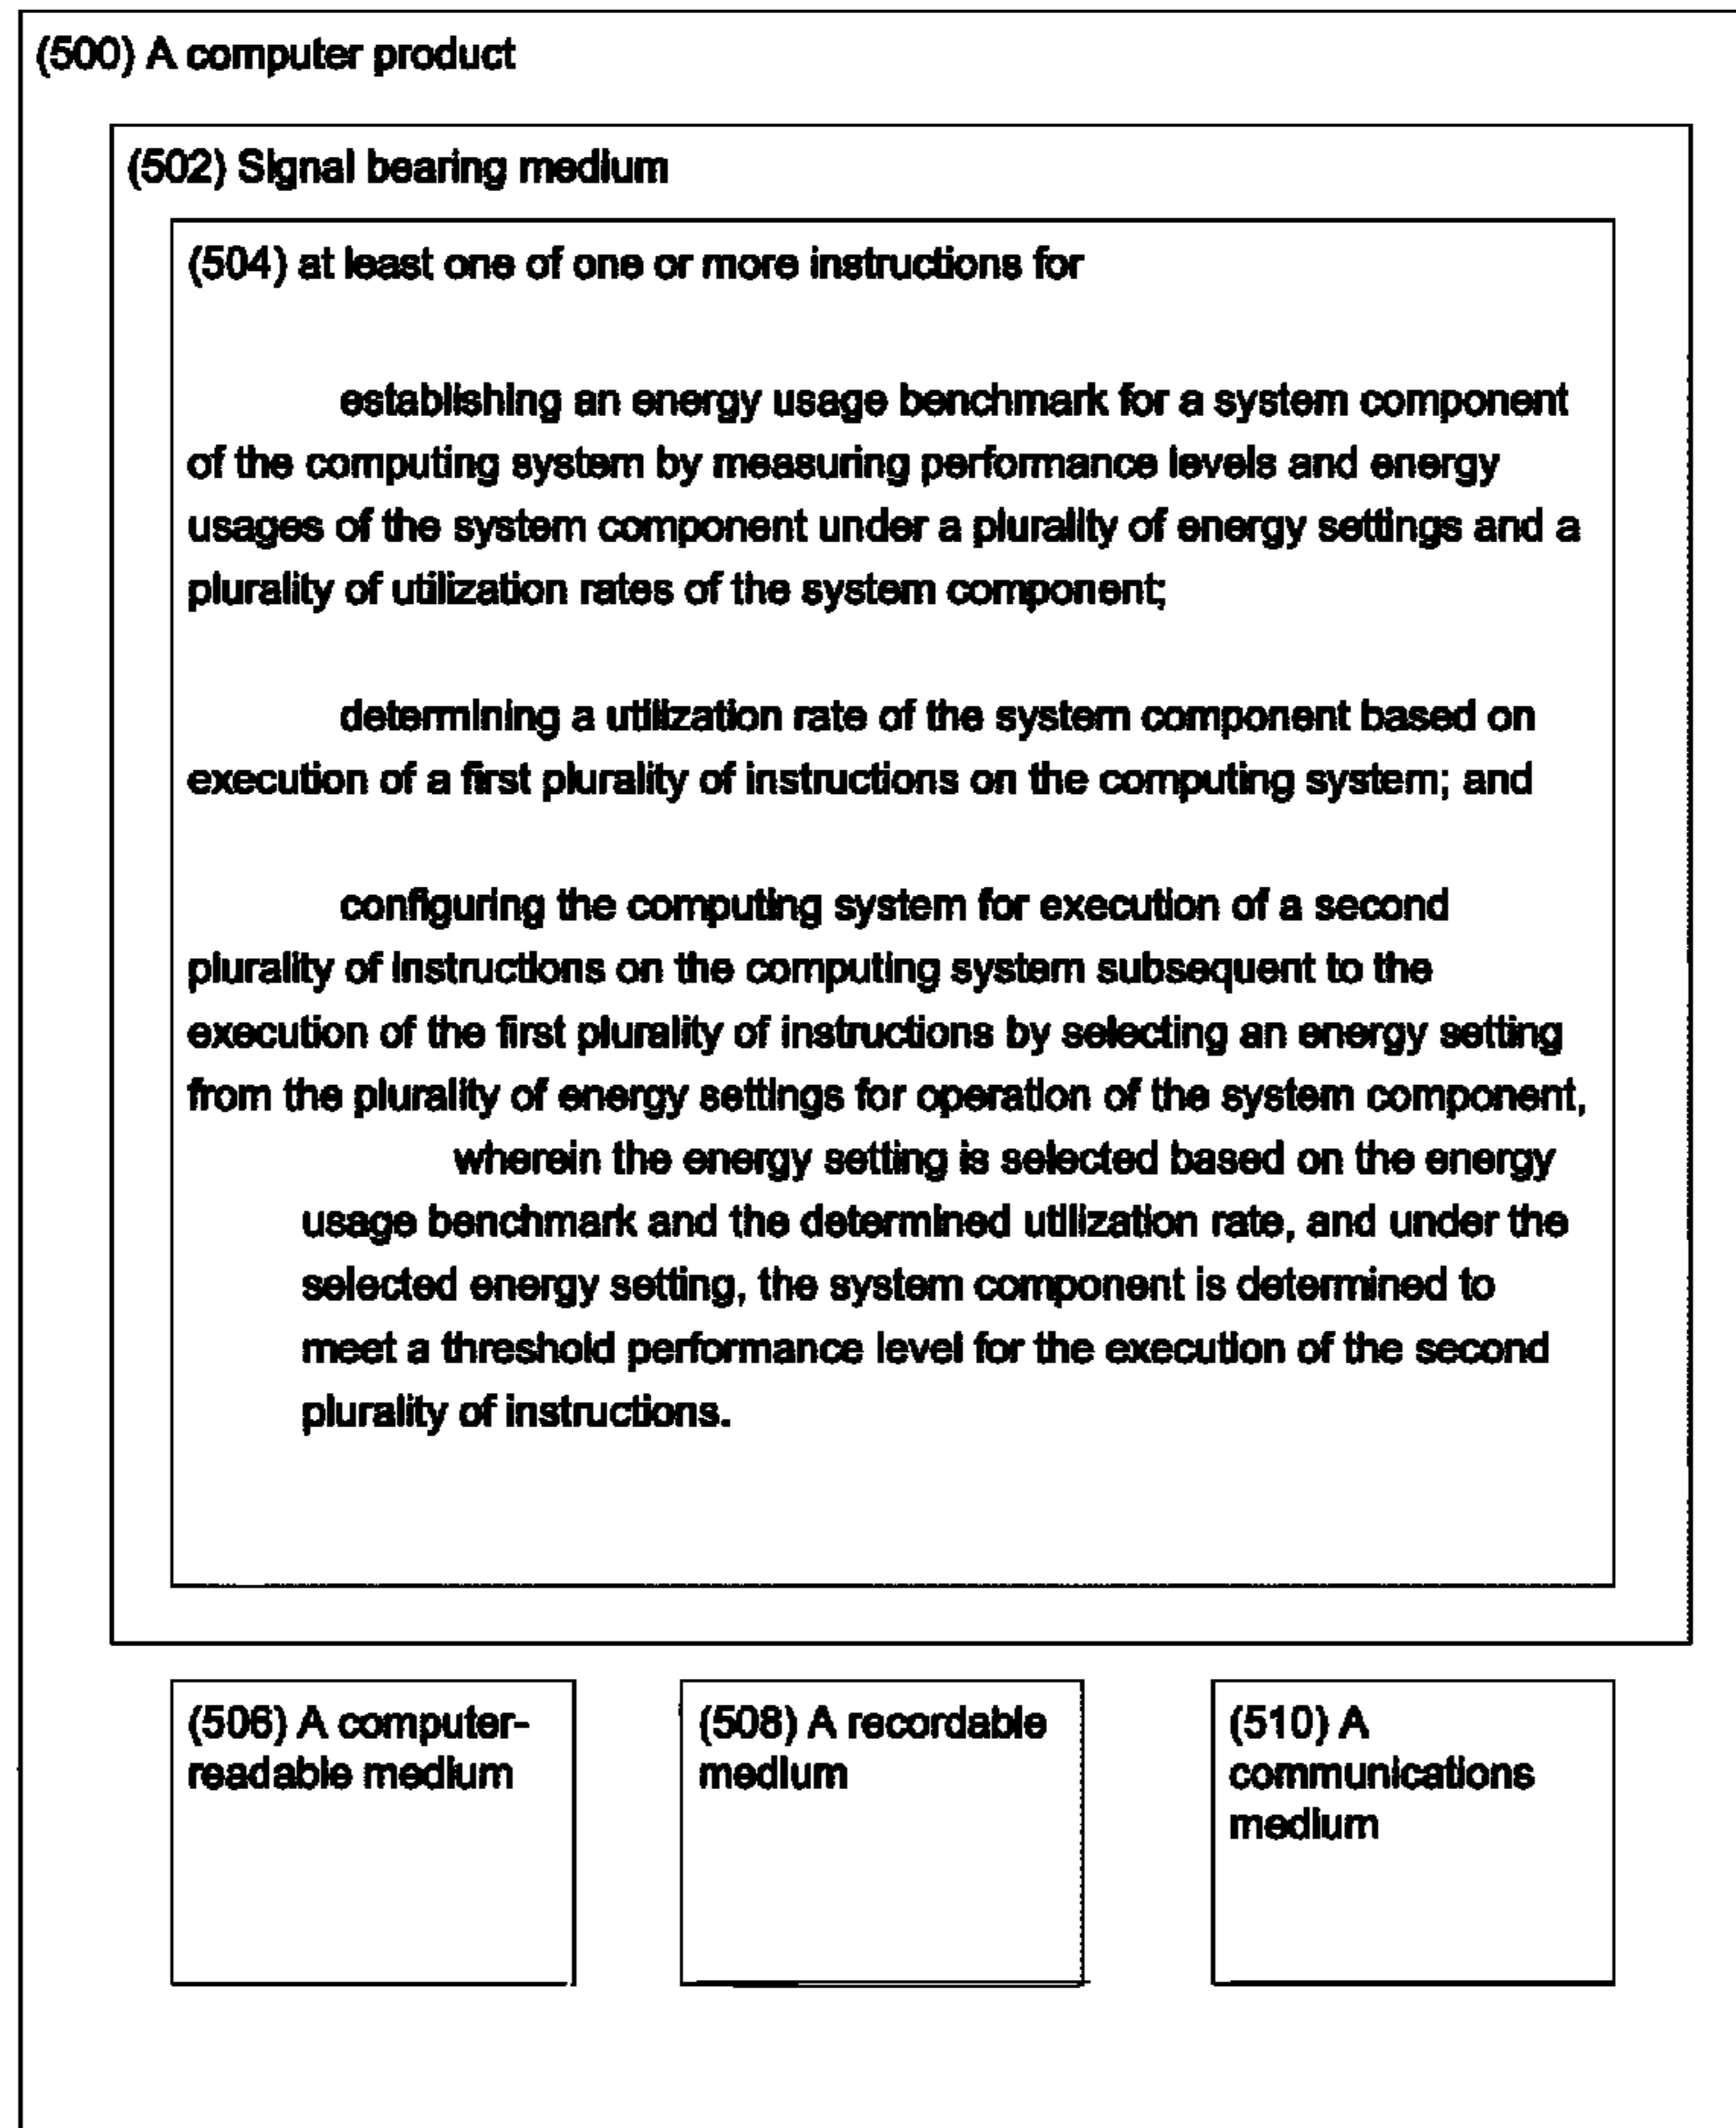 (500) A computer product
(502) Signal bearing medium
(504) at least one of one or more instructions for
establishing an energy usage benchmark for a system component
of the computing system by measuring performance levels and energy
usages of the system component under a plurality of energy settings and a
plurality of utilization rates of the system component;
determining a utilization rate of the system component based on
execution of a first plurality of instructions on the computing system; and
configuring the computing system for execution of a second
plurality of instructions on the computing system subsequent to the
execution of the first plurality of instructions by selecting an energy setting
from the plurality of energy settings for operation of the system component,
wherein the energy setting is selected based on the energy
usage benchmark and the determined utilization rate, and under the
selected energy setting, the system component is determined to
meet a threshold performance level for the execution of the second
plurality of instructions.
(506) A computer-
readable medium
(508) A recordable
medium
(510) A
communications
medium